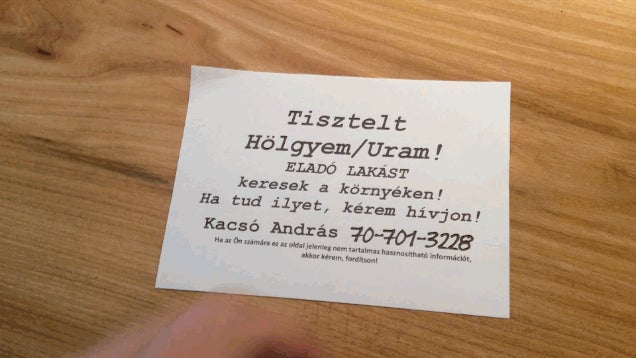 Tisztelt
Hölgyem/Uram!
ELADÓ LAKÁST
keresek a környéken!
Ha tud ilyet, kérem hívjon!
Kacsó András 70-701-3228
Ha az Ön számára ez az oldal jelenleg nem tartalmaz hasznosítható információt,
akkor kérem, fordítson!